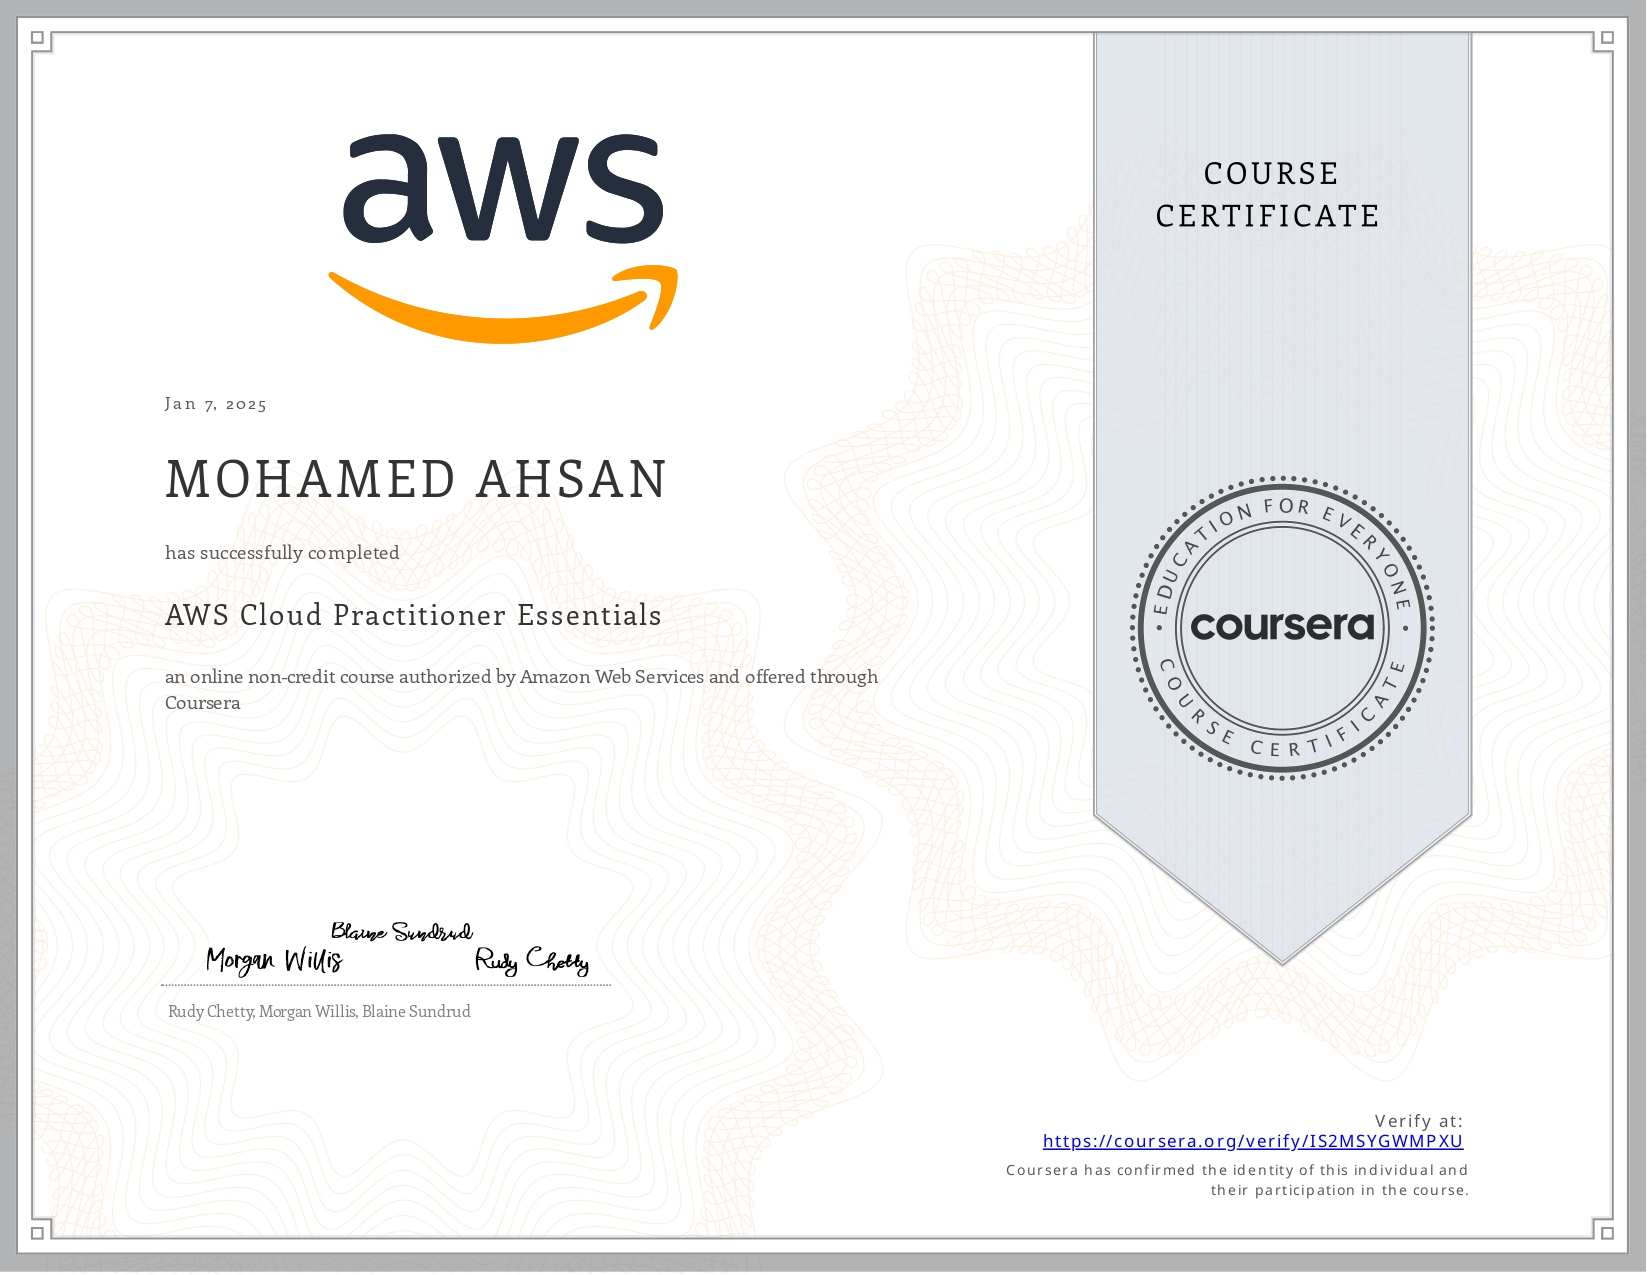 aws
COURSE
CERTIFICATE
Jan 7, 2025
MOHAMED AHSAN
has successfully completed
AWS Cloud Practitioner Essentials
an online non-credit course authorized by Amazon Web Services and offered through
Coursera
• EDUCATION FOR EVERYONE •
coursera
COURSE CERTIFICATE
Blaine Sundrud
Morgan Willis
Rudy Chetty
Rudy Chetty, Morgan Willis, Blaine Sundrud
Verify at:
https://coursera.org/verify/IS2MSYGWMPXU
Coursera has confirmed the identity of this individual and
their participation in the course.